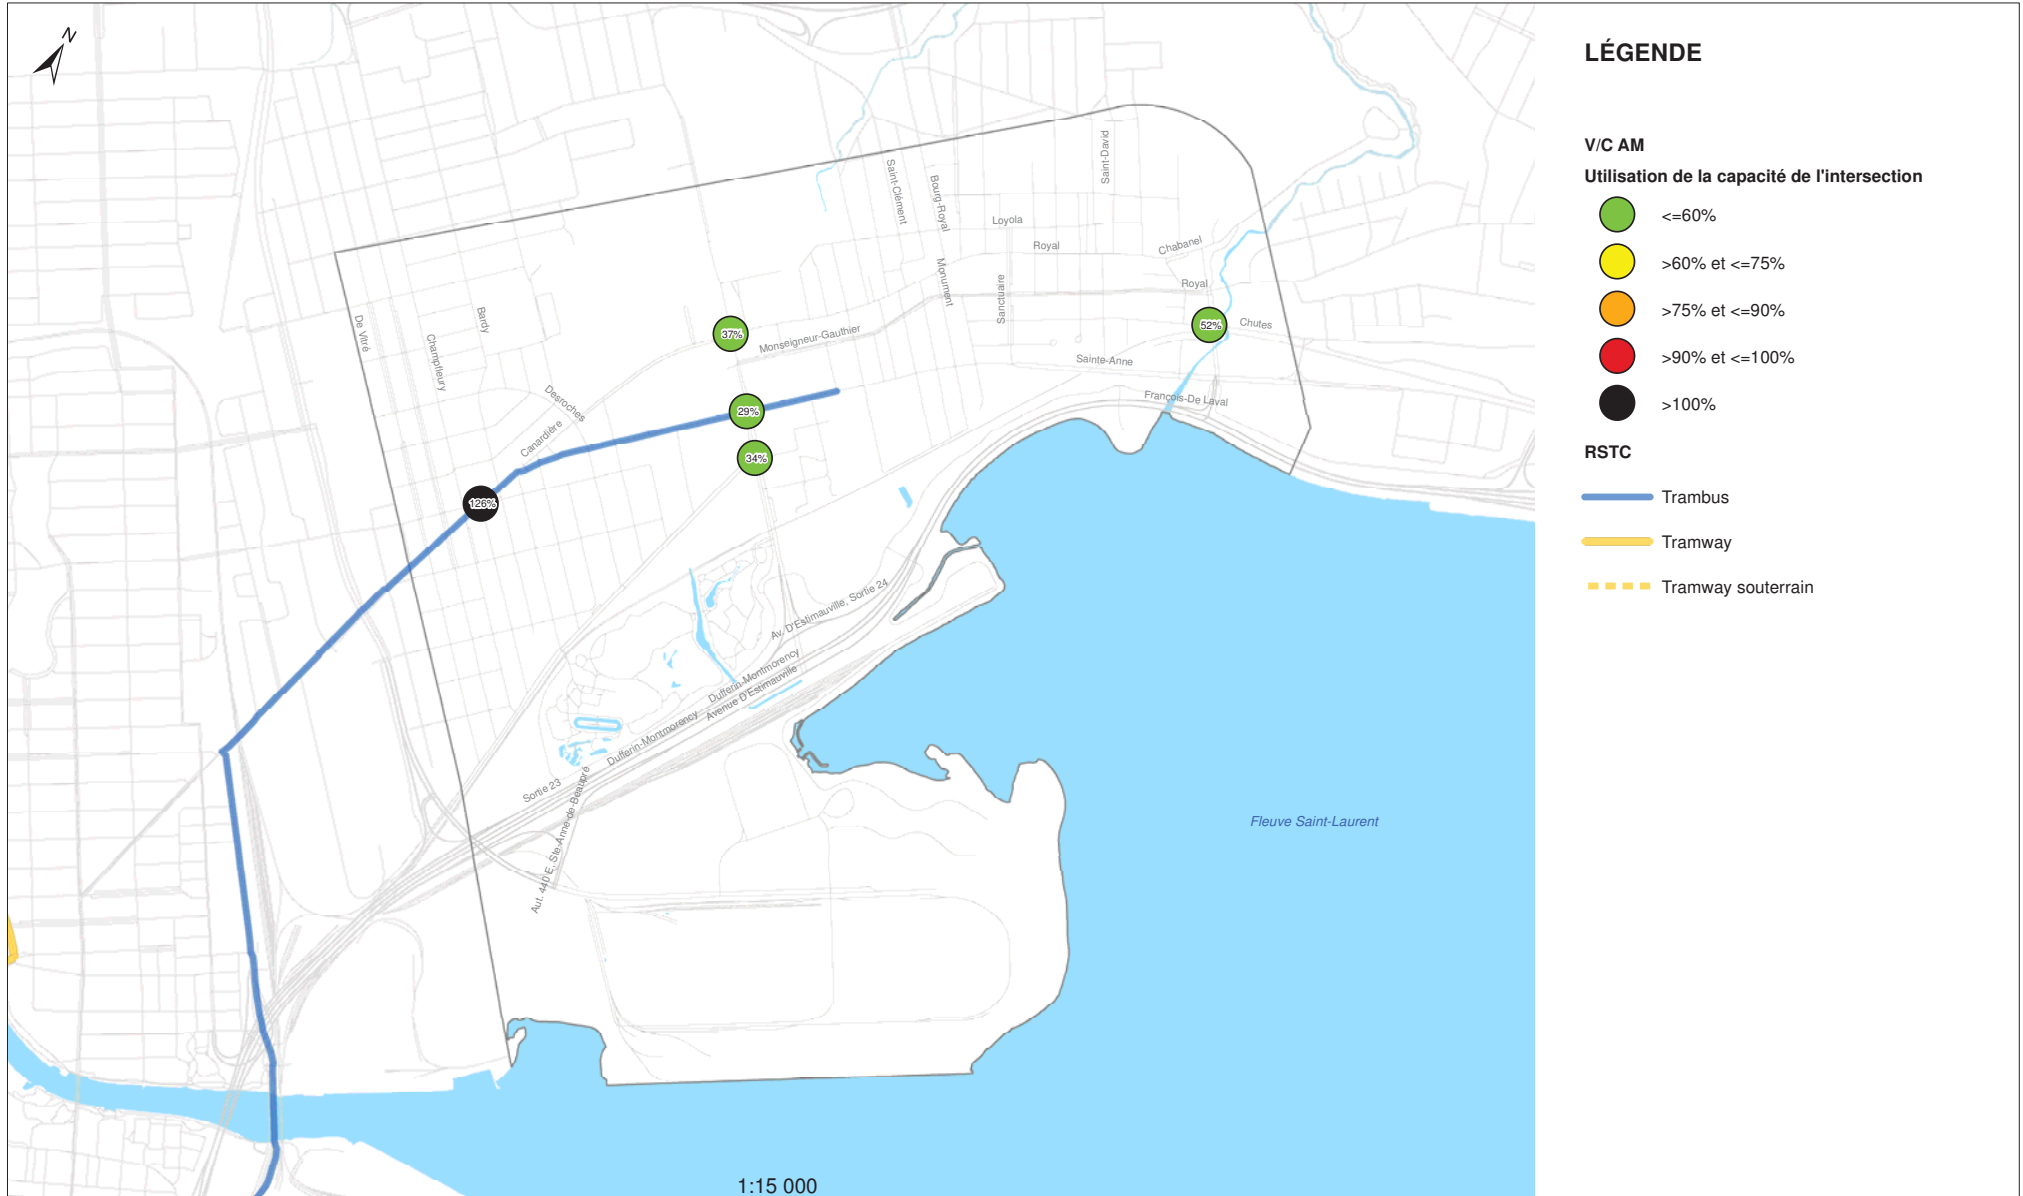 N
Saint-David
Saint-Clément
Bourg-Royal
Loyola
Royal
Chabanel
Monument
Sanctuaire
Royal
De Vitré
Bardy
Champfleury
37%
Monseigneur-Gauthier
52%
Chutes
Sainte-Anne
Desroches
François-De Laval
29%
Canardière
34%
126%
Av. D'Estimauville, Sortie 24
Dufferin-Montmorency
Avenue D'Estimauville
Dufferin-Montmorency
Sortie 23
Aut. 440 E, Ste-Anne-de-Beaupré
Fleuve Saint-Laurent
1:15 000
LÉGENDE
V/C AM
Utilisation de la capacité de l'intersection
<=60%
>60% et <=75%
>75% et <=90%
>90% et <=100%
>100%
RSTC
Trambus
Tramway
Tramway souterrain